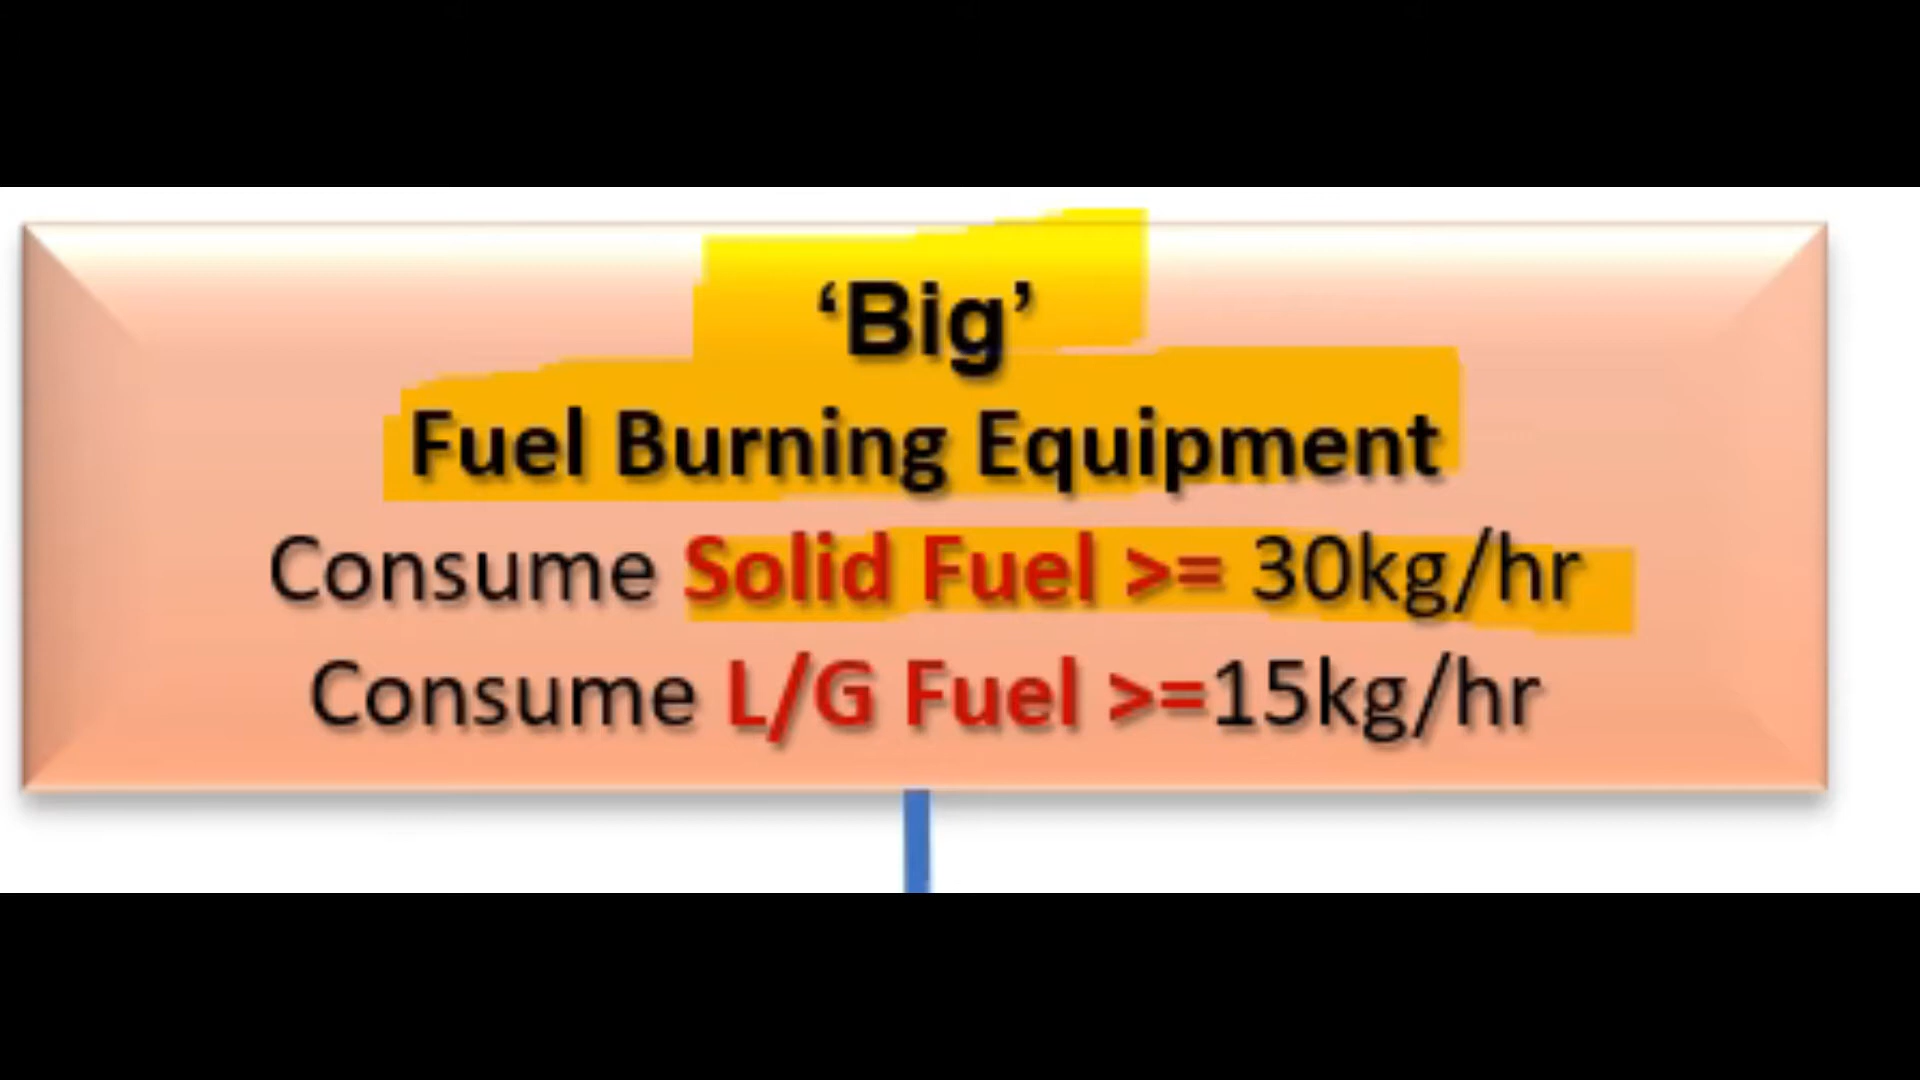 ‘Big’
Fuel Burning Equipment
Consume Solid Fuel >= 30kg/hr
Consume L/G Fuel >=15kg/hr